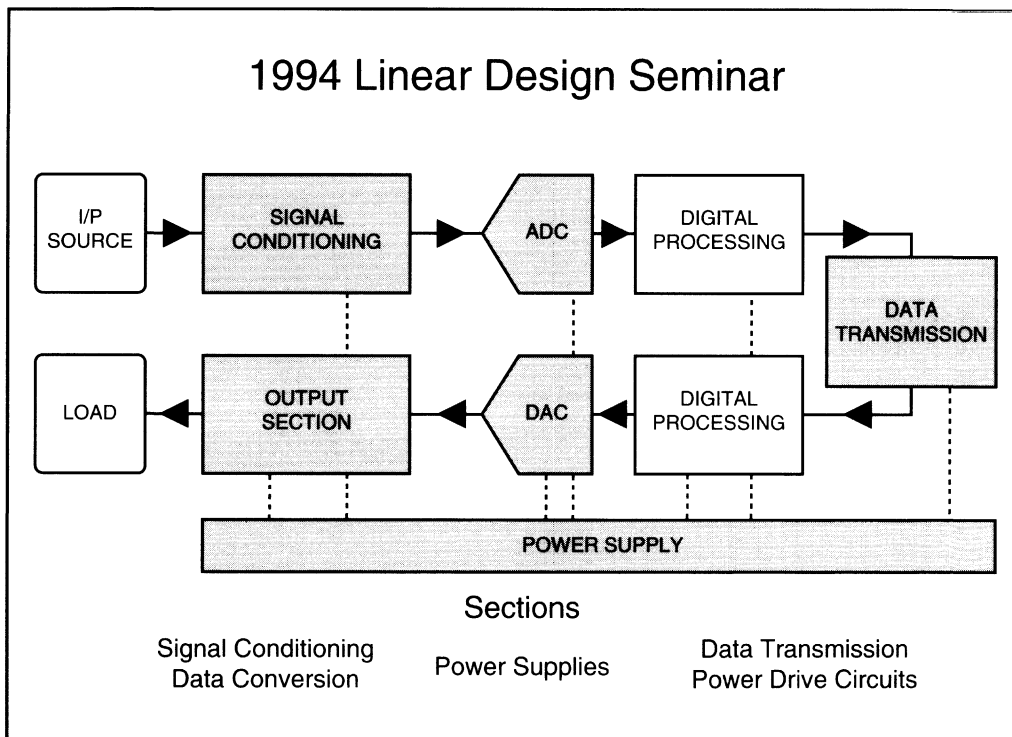 1994 Linear Design Seminar
I/P
SOURCE
SIGNAL
CONDITIONING
ADC
DIGITAL
PROCESSING
DATA
TRANSMISSION
LOAD
OUTPUT
SECTION
DAC
DIGITAL
PROCESSING
POWER SUPPLY
Sections
Signal Conditioning
Data Conversion
Power Supplies
Data Transmission
Power Drive Circuits